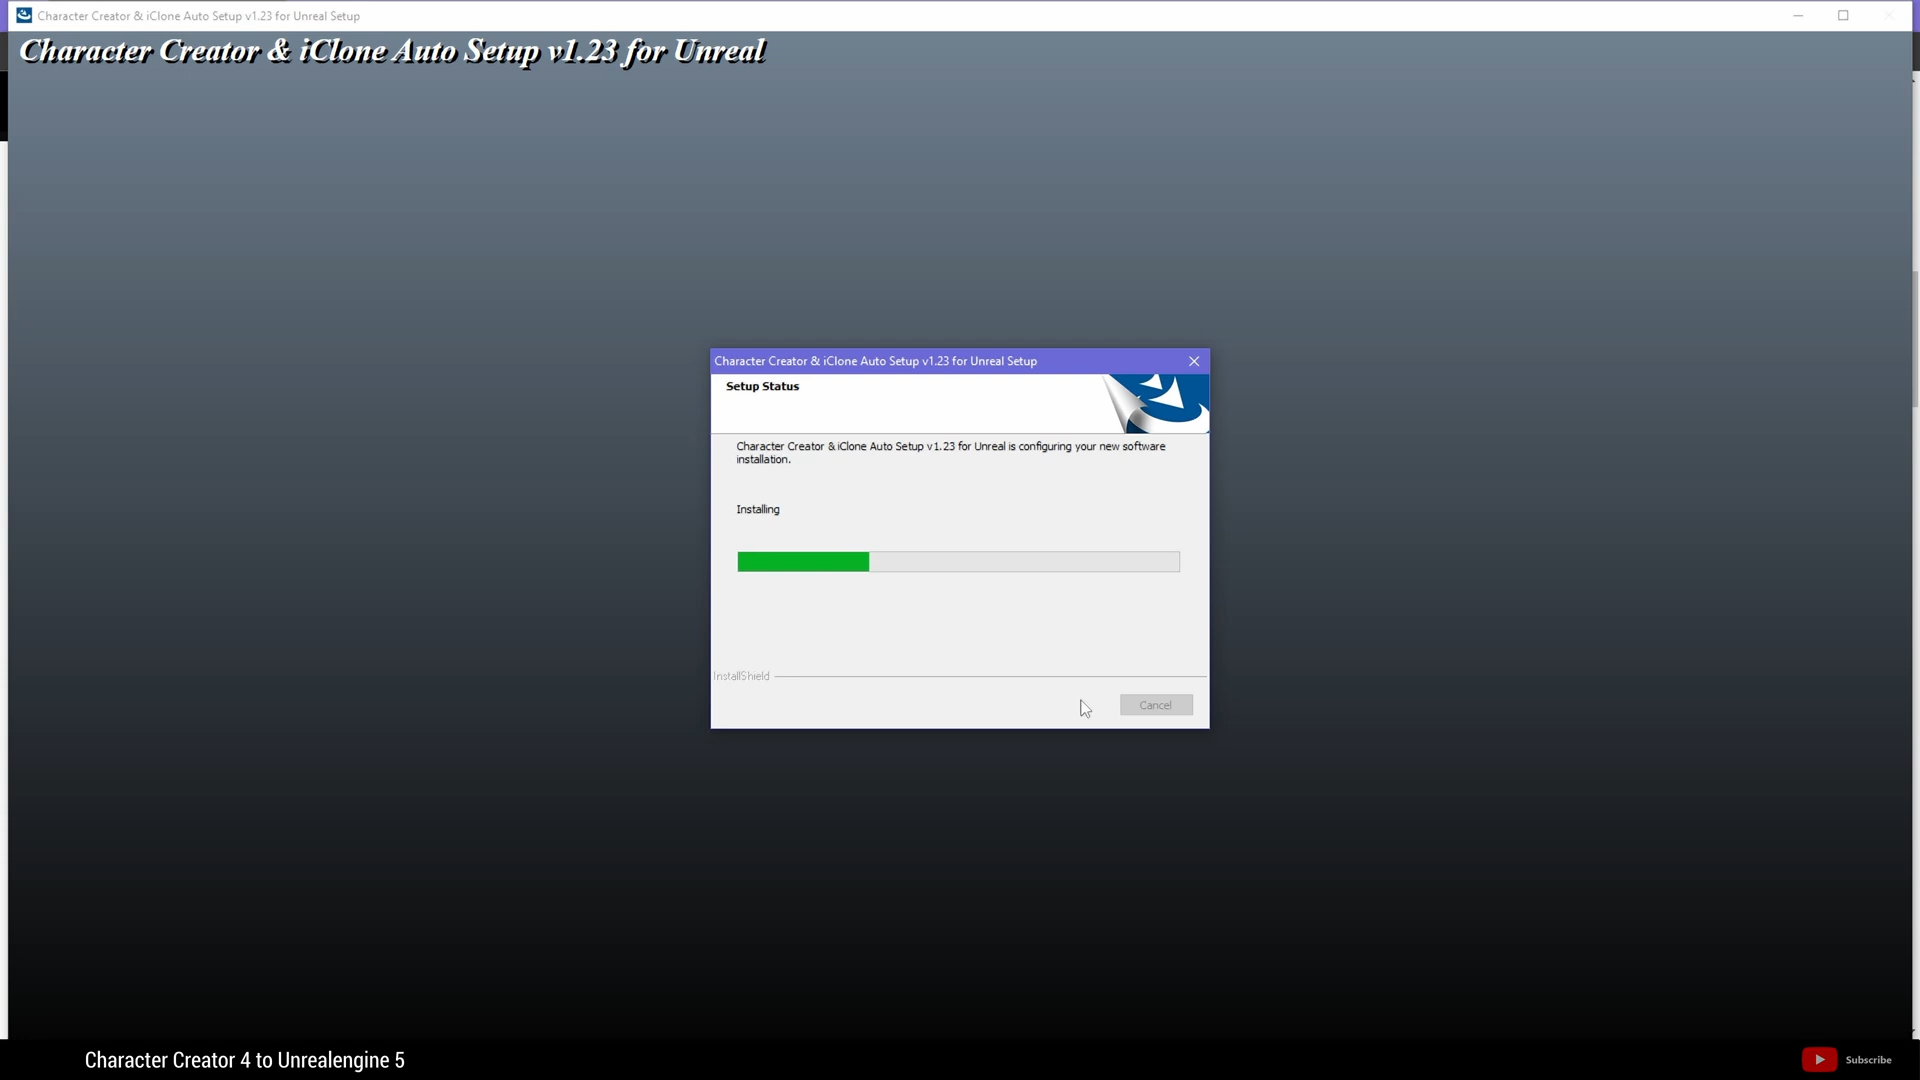 Character Creator & iClone Auto Setup v1.23 for Unreal Setup
Character Creator & iClone Auto Setup v1.23 for Unreal
Character Creator & iClone Auto Setup v1.23 for Unreal Setup
Setup Status
Character Creator & iClone Auto Setup v1.23 for Unreal is configuring your new software
installation.
Installing
InstallShield
Cancel
Character Creator 4 to Unrealengine 5
Subscribe